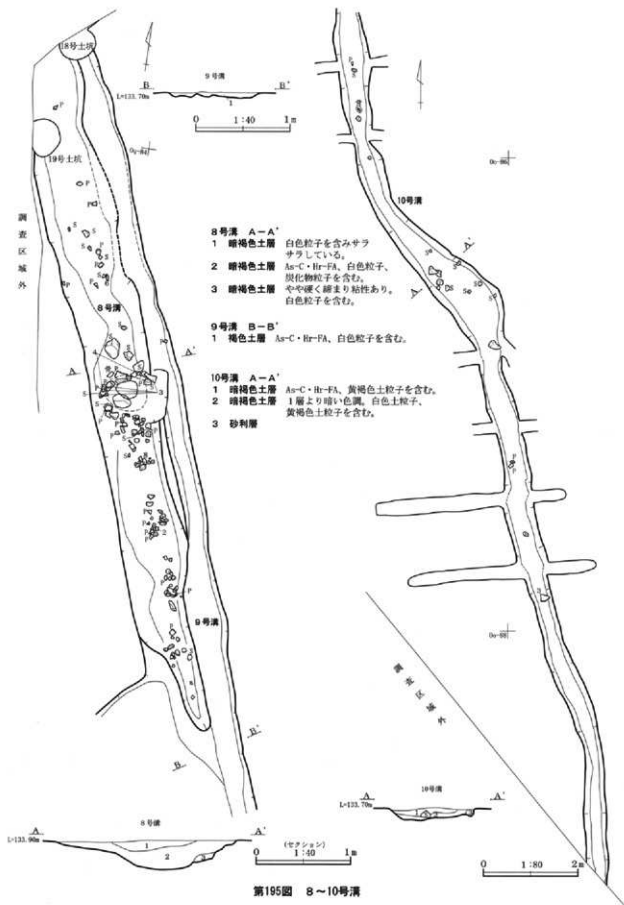 18号土坑
19号土坑
調査区域外
8号溝
9号溝
9号溝
B B'
L=133.70m
1
0 1:40 1m
8号溝 A-A'
1 暗褐色土層 白色粒子を含みサラ
サラしている。
2 暗褐色土層 As-C・Hr-FA、白色粒子、
炭化物粒子を含む。
3 暗褐色土層 やや硬く締まり粘性あり。
白色粒子を含む。
9号溝 B-B'
1 褐色土層 As-C・Hr-FA、白色粒子を含む。
10号溝 A-A'
1 暗褐色土層 As-C・Hr-FA、黄褐色土粒子を含む。
2 暗褐色土層 1層より暗い色調。白色土粒子、
黄褐色土粒子を含む。
3 砂利層
10号溝
A A'
調査区域外
10号溝
A A'
L=133.70m
8号溝
A A'
L=133.90m
1
2
3
(セクション)
0 1:40 1m
0 1:80 2m
第195図 8~10号溝